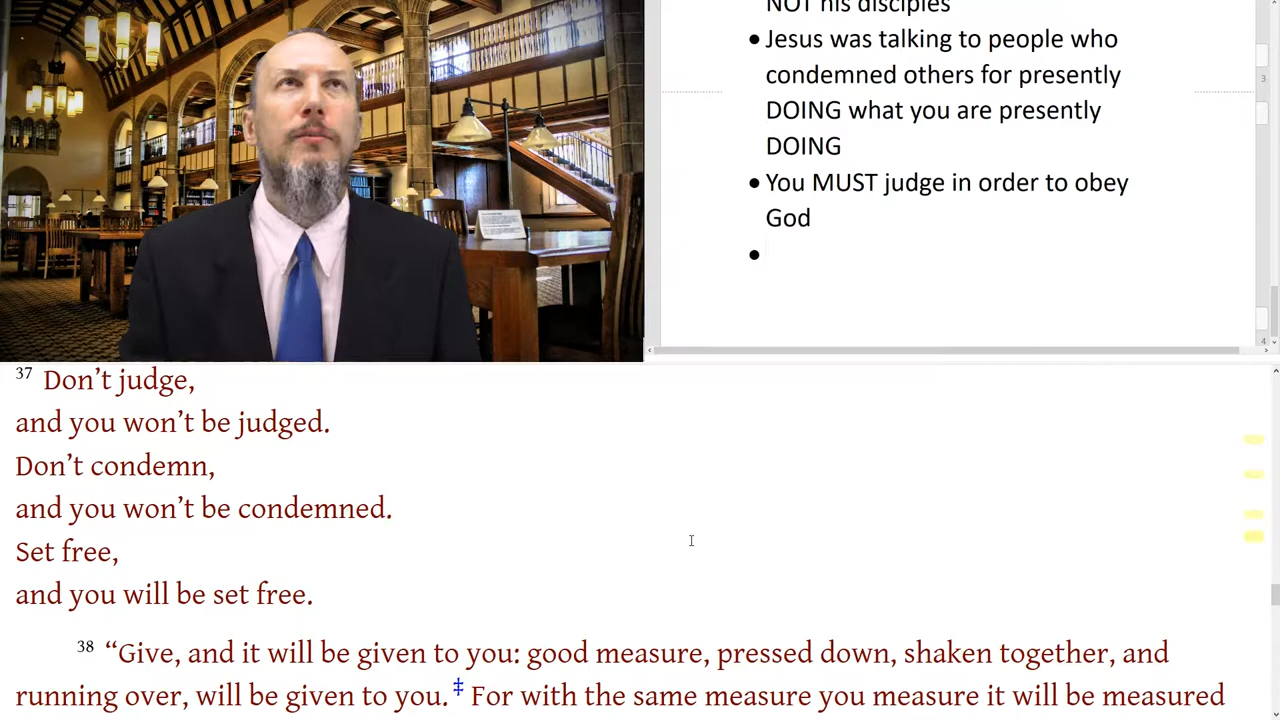 NOT his disciples
• Jesus was talking to people who
condemned others for presently
DOING what you are presently
DOING
• You MUST judge in order to obey
God
•
3
4
37 Don’t judge,
and you won’t be judged.
Don’t condemn,
and you won’t be condemned.
Set free,
and you will be set free.
38 “Give, and it will be given to you: good measure, pressed down, shaken together, and
running over, will be given to you.‡ For with the same measure you measure it will be measured